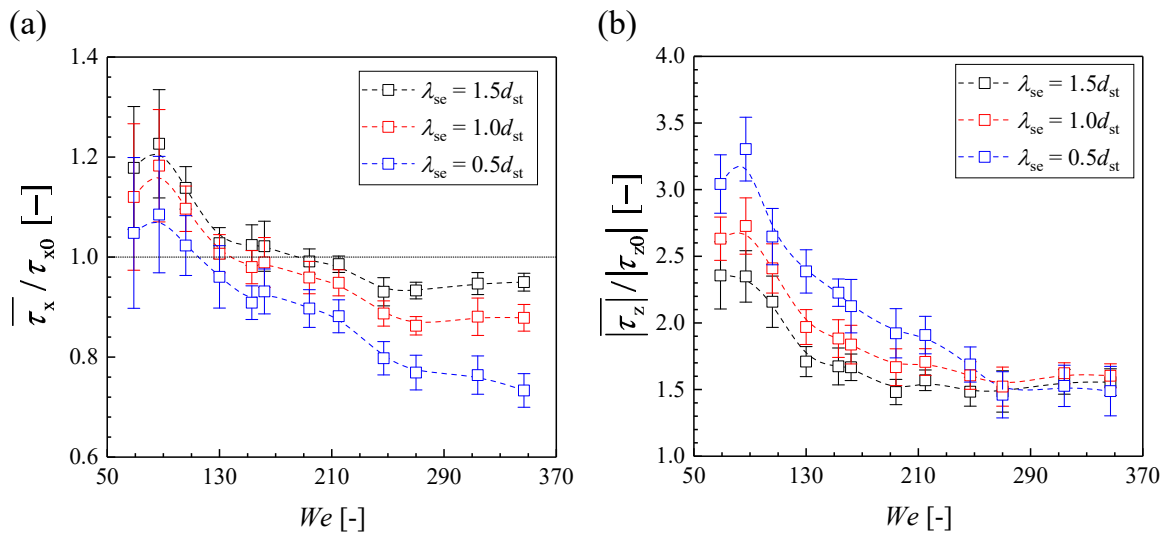 (a)
1.4
1.2
1.0
0.8
0.6
50 130 210 290 370
τ̅x / τx0 [−]
We [-]
λse = 1.5dst
λse = 1.0dst
λse = 0.5dst
(b)
4.0
3.5
3.0
2.5
2.0
1.5
1.0
50 130 210 290 370
|τz|̅ / |τz0| [−]
We [-]
λse = 1.5dst
λse = 1.0dst
λse = 0.5dst